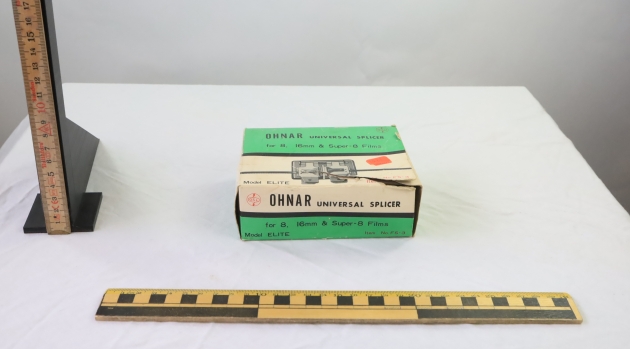 OHNAR UNIVERSAL SPLICER
for 8, 16mm & Super-8 Films
Model ELITE
OHNAR UNIVERSAL SPLICER
for 8, 16mm & Super-8 Films
Model ELITE